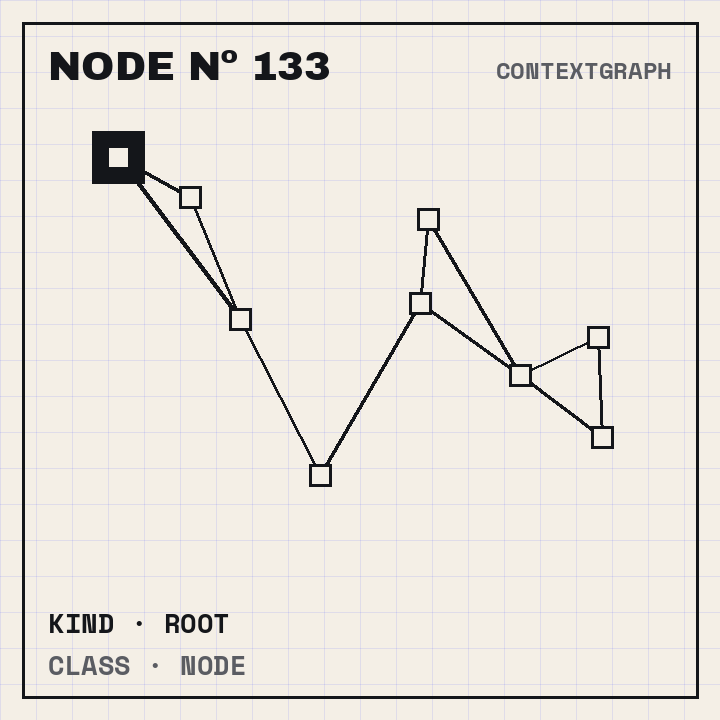 NODE Nº 133
CONTEXTGRAPH
KIND · ROOT
CLASS · NODE